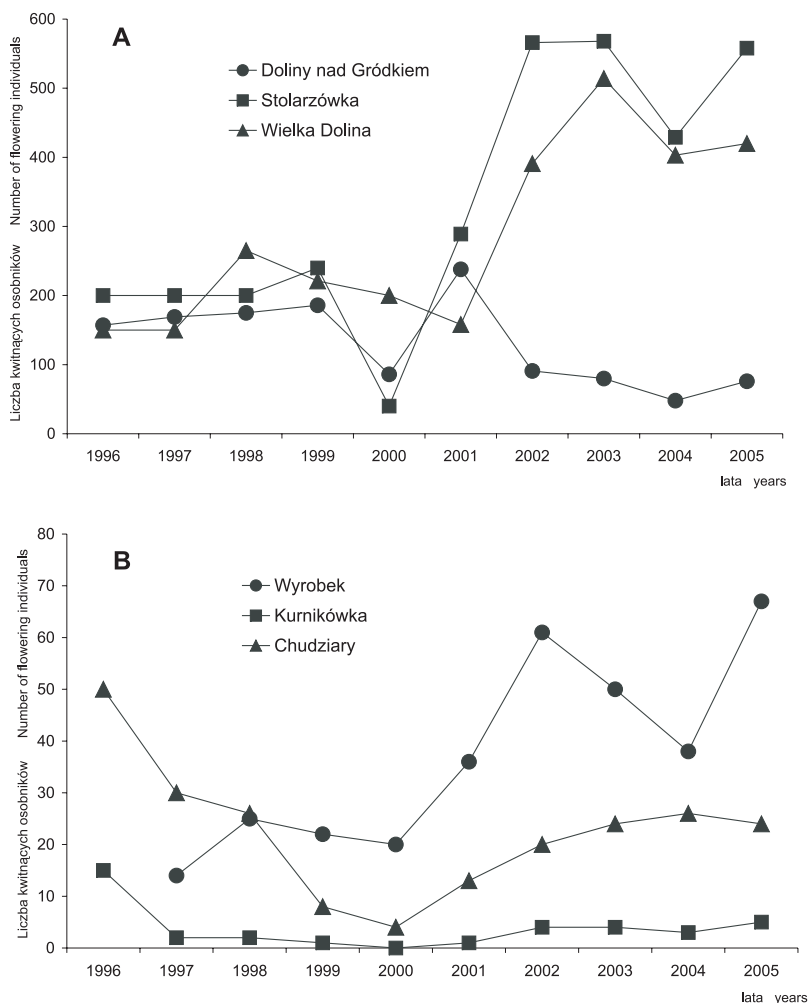 A
Doliny nad Gródkiem
Stolarzówka
Wielka Dolina
Liczba kwitnących osobników Number of flowering individuals
600
500
400
300
200
100
0
1996 1997 1998 1999 2000 2001 2002 2003 2004 2005
lata years
B
Wyrobek
Kurnikówka
Chudziary
Liczba kwitnących osobników Number of flowering individuals
80
70
60
50
40
30
20
10
0
1996 1997 1998 1999 2000 2001 2002 2003 2004 2005
lata years